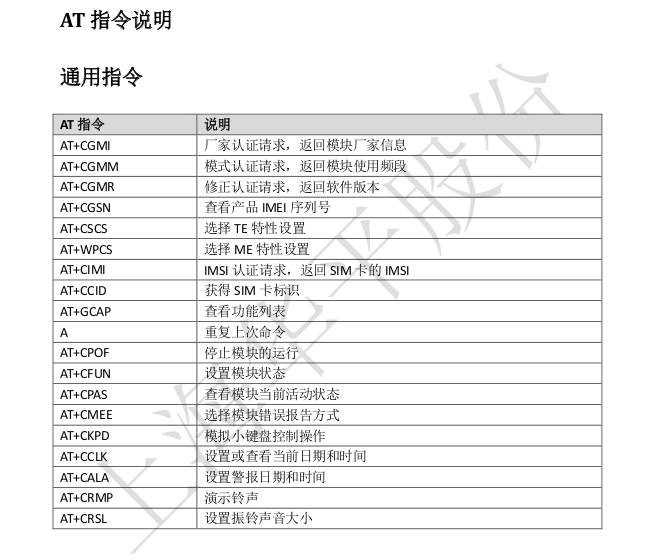 AT 指令说明
通用指令
AT 指令 说明
AT+CGMI 厂家认证请求，返回模块厂家信息
AT+CGMM 模式认证请求，返回模块使用频段
AT+CGMR 修正认证请求，返回软件版本
AT+CGSN 查看产品 IMEI 序列号
AT+CSCS 选择 TE 特性设置
AT+WPCS 选择 ME 特性设置
AT+CIMI IMSI 认证请求，返回 SIM 卡的 IMSI
AT+CCID 获得 SIM 卡标识
AT+GCAP 查看功能列表
A 重复上次命令
AT+CPOF 停止模块的运行
AT+CFUN 设置模块状态
AT+CPAS 查看模块当前活动状态
AT+CMEE 选择模块错误报告方式
AT+CKPD 模拟小键盘控制操作
AT+CCLK 设置或查看当前日期和时间
AT+CALA 设置警报日期和时间
AT+CRMP 演示铃声
AT+CRSL 设置振铃声音大小
上海华平股份